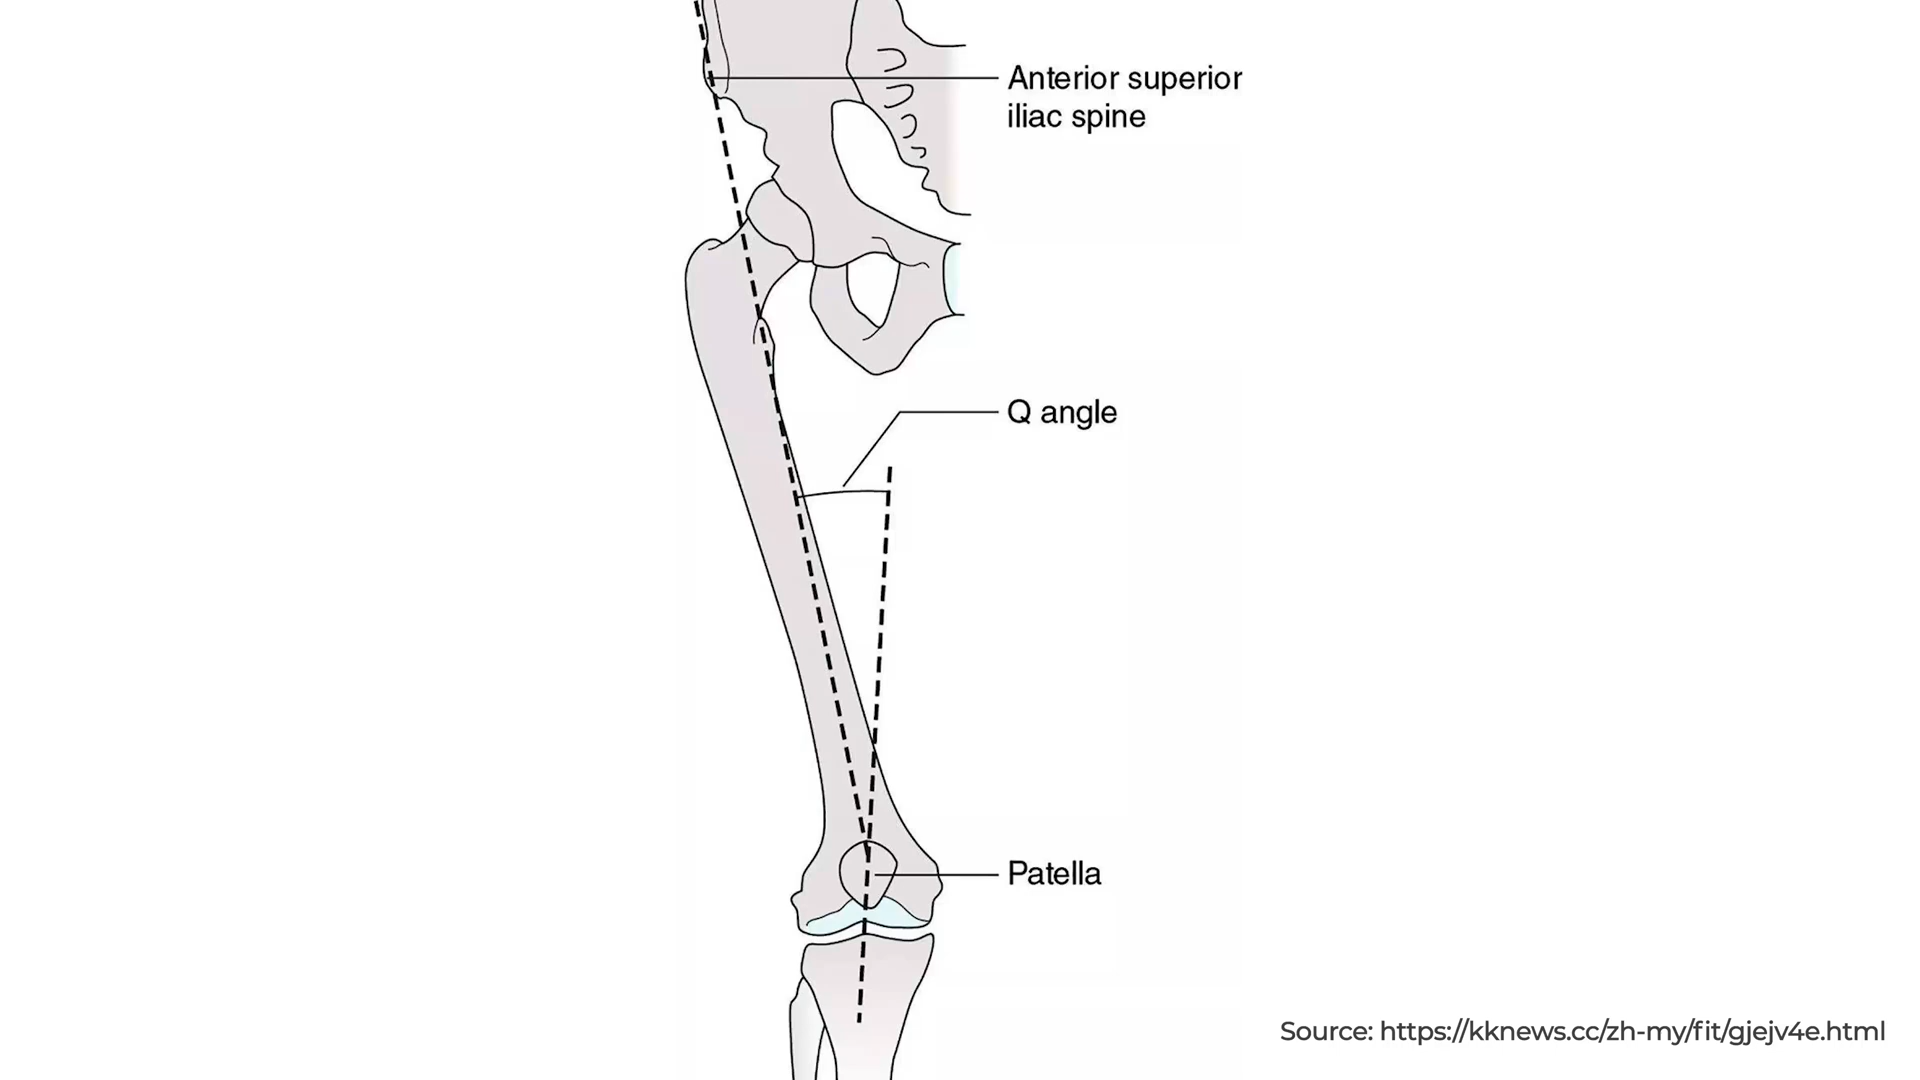 Anterior superior
iliac spine
Q angle
Patella
Source: https://kknews.cc/zh-my/fit/gjejv4e.html